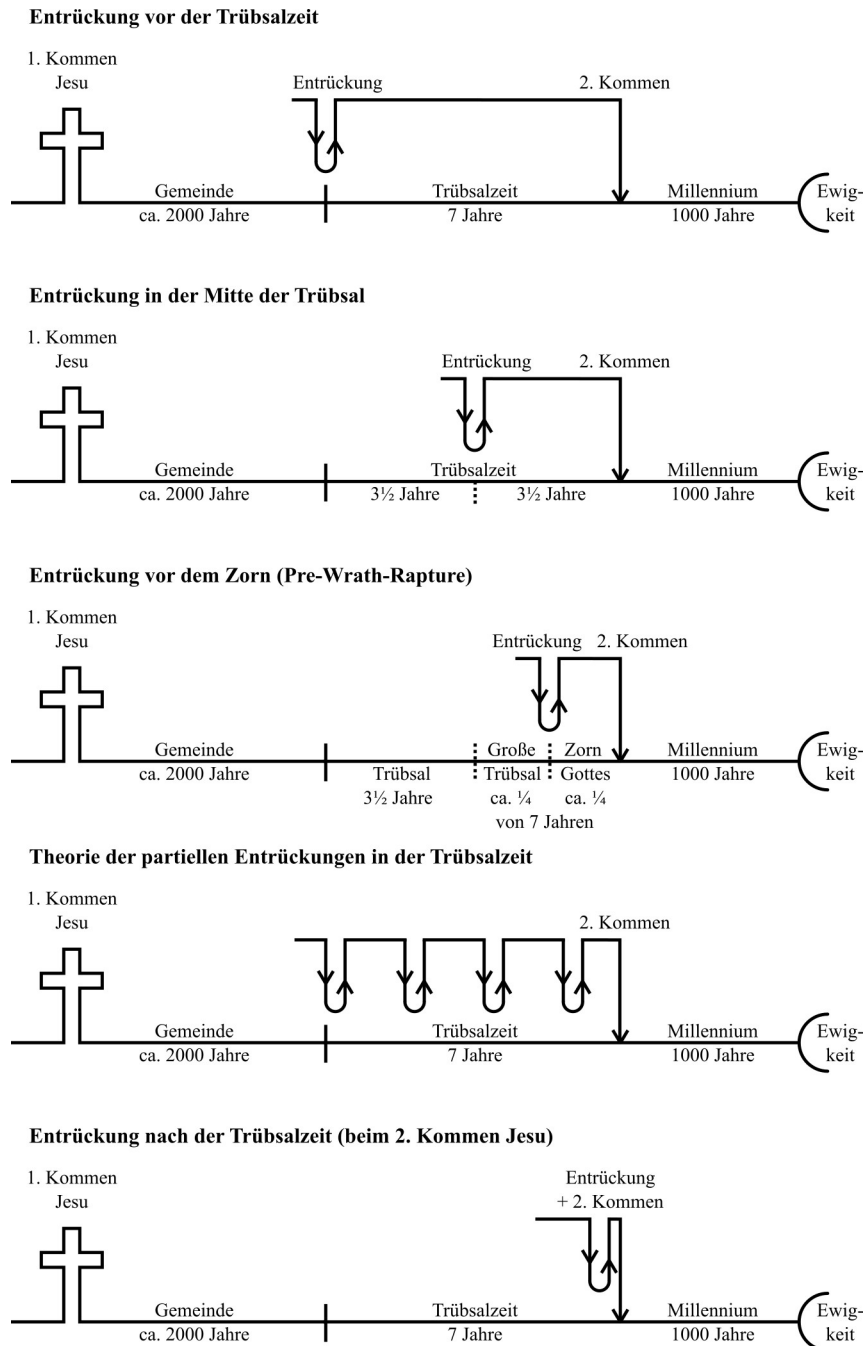 Entrückung vor der Trübsalzeit
1. Kommen
Jesu
Entrückung
2. Kommen
Gemeinde
ca. 2000 Jahre
Trübsalzeit
7 Jahre
Millennium
1000 Jahre
Ewig-
keit
Entrückung in der Mitte der Trübsal
1. Kommen
Jesu
Entrückung
2. Kommen
Gemeinde
ca. 2000 Jahre
Trübsalzeit
3½ Jahre
3½ Jahre
Millennium
1000 Jahre
Ewig-
keit
Entrückung vor dem Zorn (Pre-Wrath-Rapture)
1. Kommen
Jesu
Entrückung
2. Kommen
Gemeinde
ca. 2000 Jahre
Trübsal
3½ Jahre
Große
Trübsal
ca. ¼
Zorn
Gottes
ca. ¼
von 7 Jahren
Millennium
1000 Jahre
Ewig-
keit
Theorie der partiellen Entrückungen in der Trübsalzeit
1. Kommen
Jesu
2. Kommen
Gemeinde
ca. 2000 Jahre
Trübsalzeit
7 Jahre
Millennium
1000 Jahre
Ewig-
keit
Entrückung nach der Trübsalzeit (beim 2. Kommen Jesu)
1. Kommen
Jesu
Entrückung
+ 2. Kommen
Gemeinde
ca. 2000 Jahre
Trübsalzeit
7 Jahre
Millennium
1000 Jahre
Ewig-
keit